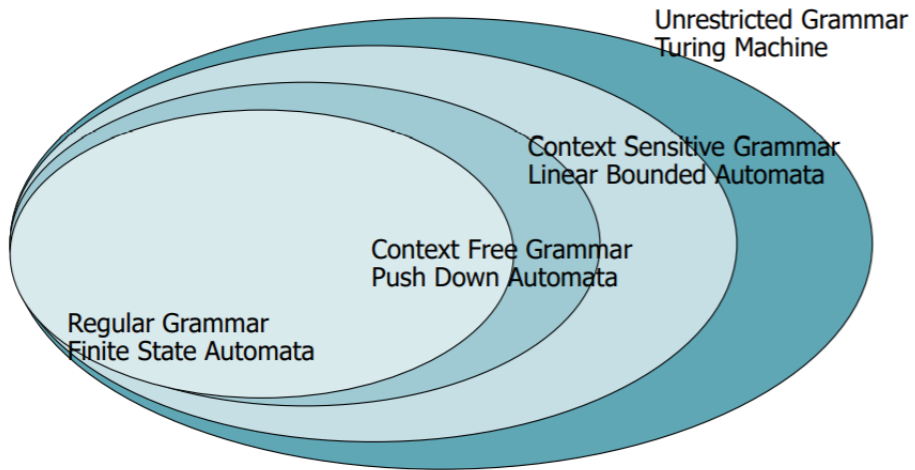 Unrestricted Grammar
Turing Machine
Context Sensitive Grammar
Linear Bounded Automata
Context Free Grammar
Push Down Automata
Regular Grammar
Finite State Automata